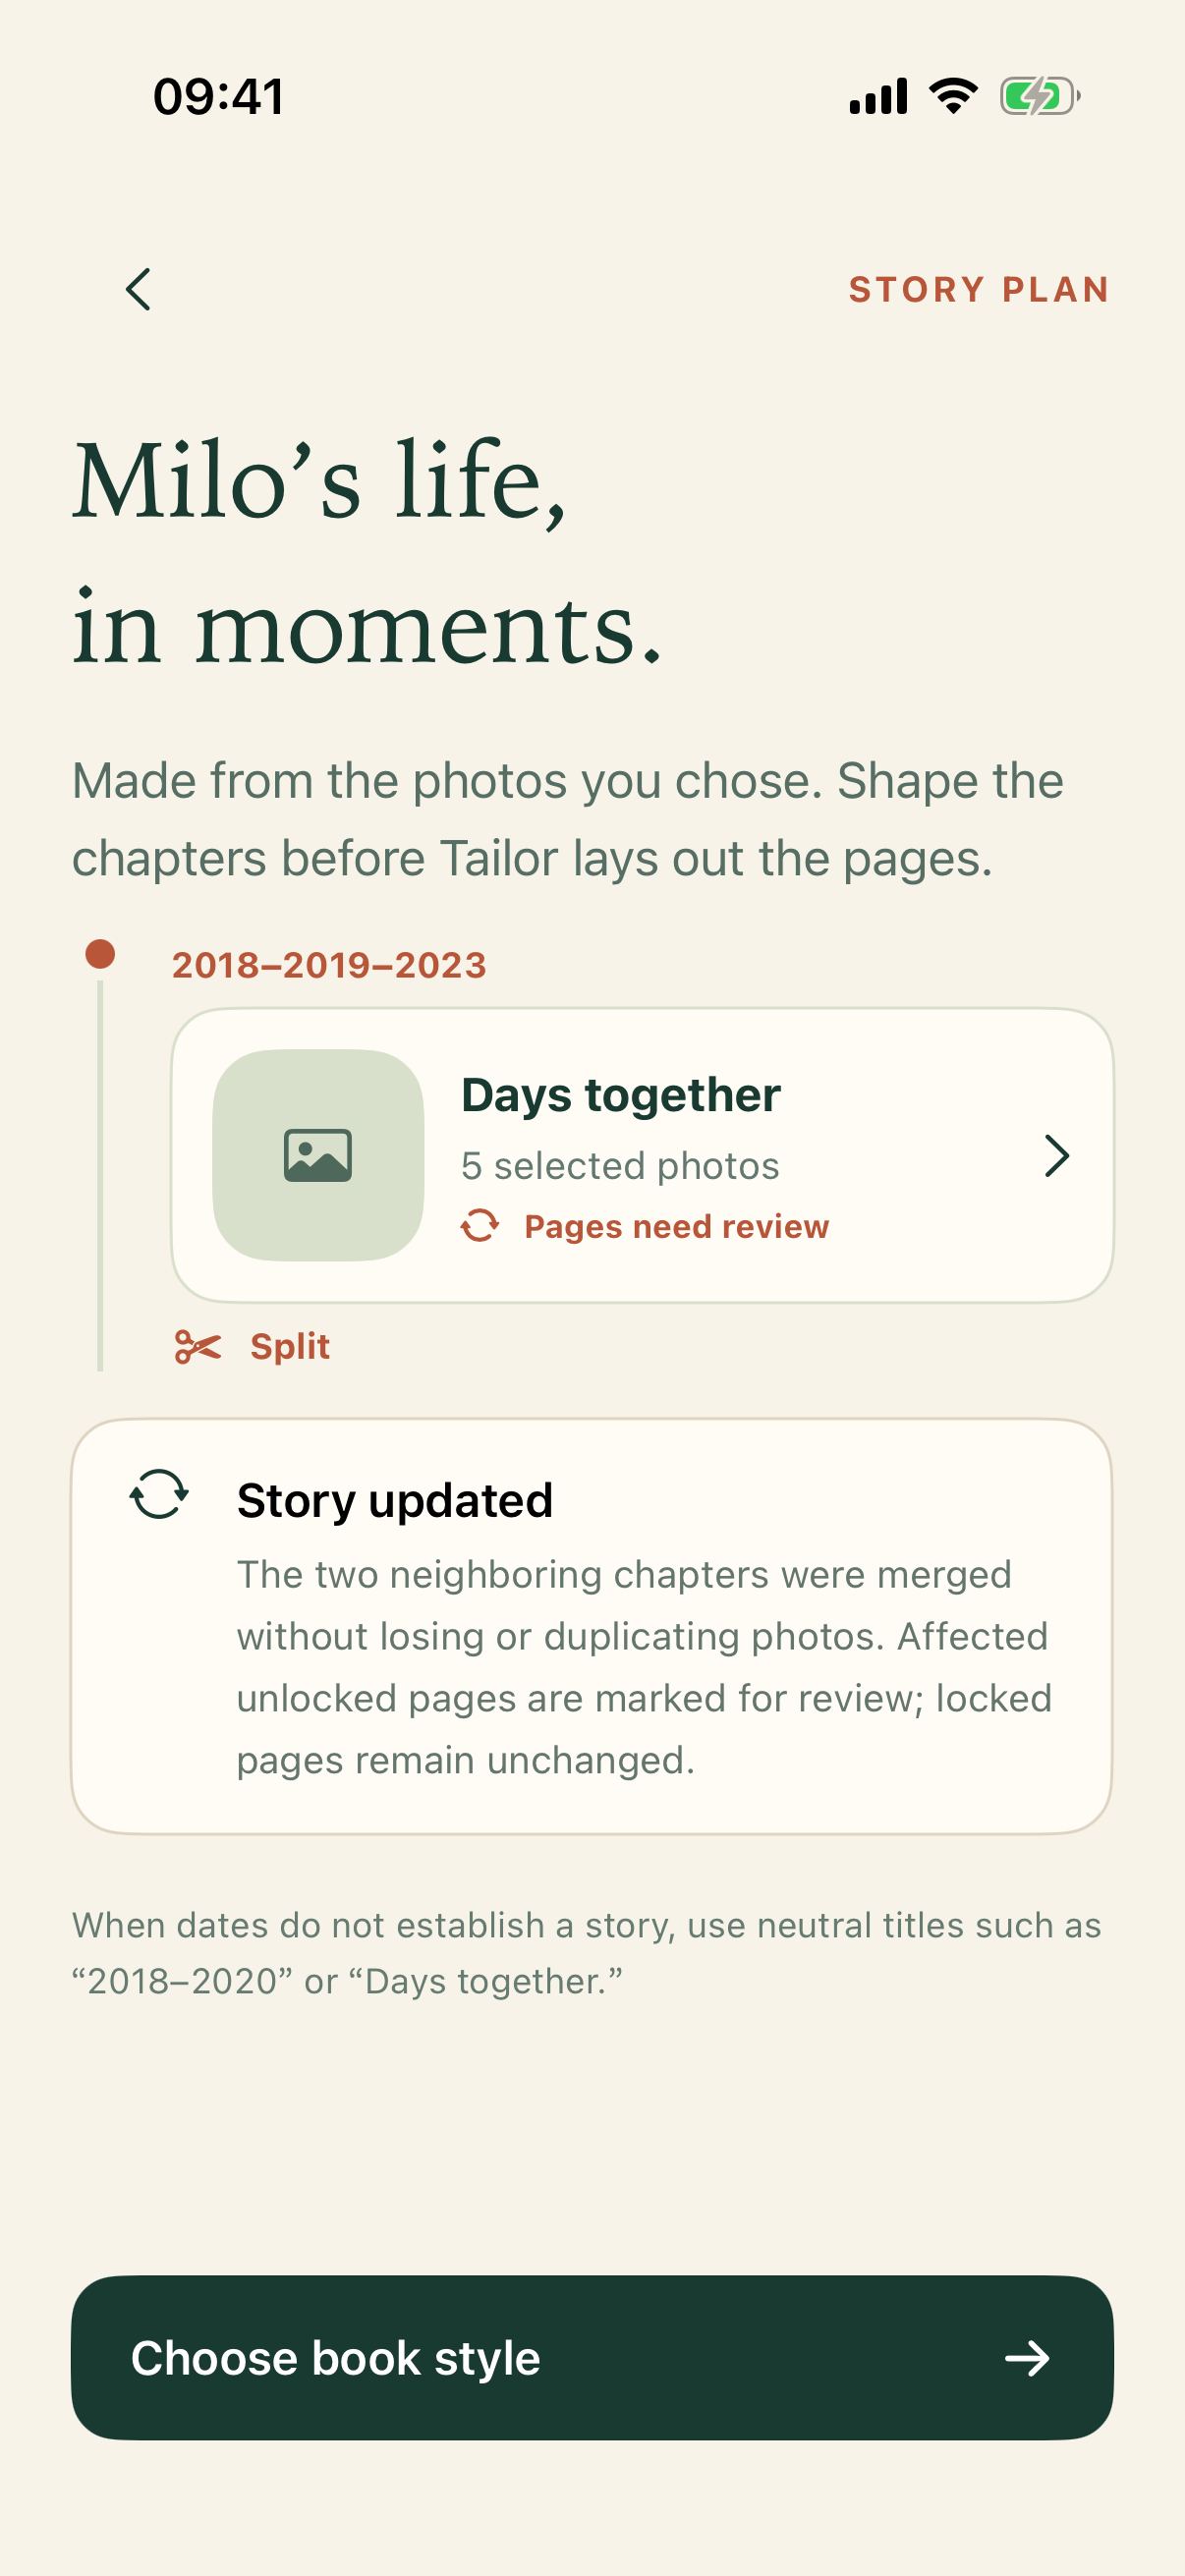 09:41
STORY PLAN
Milo’s life,
in moments.
Made from the photos you chose. Shape the
chapters before Tailor lays out the pages.
2018–2019–2023
Days together
5 selected photos
Pages need review
Split
Story updated
The two neighboring chapters were merged
without losing or duplicating photos. Affected
unlocked pages are marked for review; locked
pages remain unchanged.
When dates do not establish a story, use neutral titles such as
“2018–2020” or “Days together.”
Choose book style